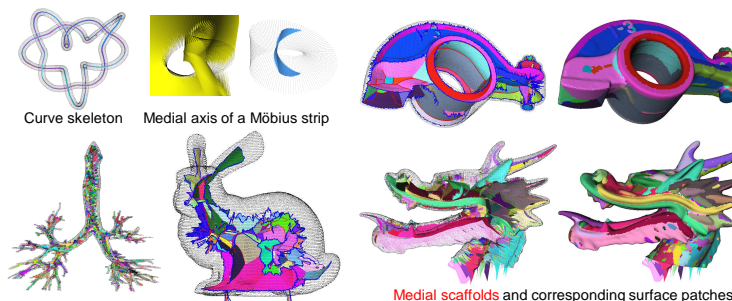 Curve skeleton
Medial axis of a Möbius strip
Medial scaffolds and corresponding surface patches